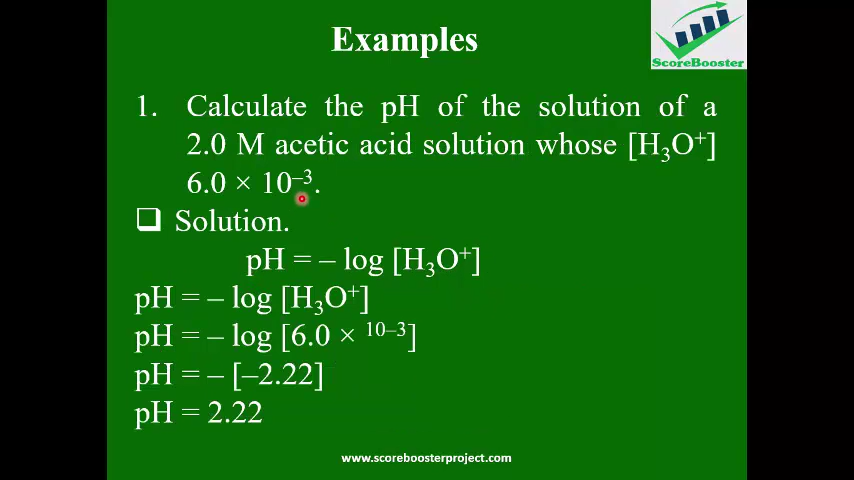 Examples
ScoreBooster
1. Calculate the pH of the solution of a
2.0 M acetic acid solution whose [H₃O⁺]
6.0 × 10⁻³.
❑ Solution.
pH = – log [H₃O⁺]
pH = – log [H₃O⁺]
pH = – log [6.0 × ¹⁰⁻³]
pH = – [–2.22]
pH = 2.22
www.scoreboosterproject.com